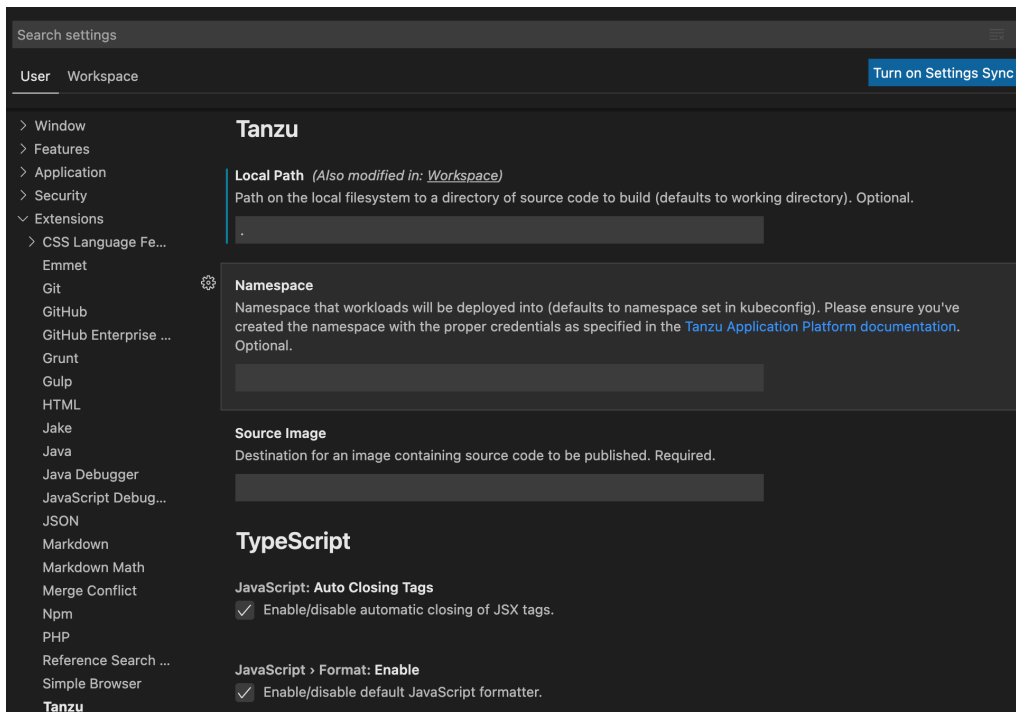 Search settings
User Workspace
Turn on Settings Sync
Window
Features
Application
Security
Extensions
CSS Language Fe...
Emmet
Git
GitHub
GitHub Enterprise ...
Grunt
Gulp
HTML
Jake
Java
Java Debugger
JavaScript Debug...
JSON
Markdown
Markdown Math
Merge Conflict
Npm
PHP
Reference Search ...
Simple Browser
Tanzu
Tanzu
Local Path (Also modified in: Workspace)
Path on the local filesystem to a directory of source code to build (defaults to working directory). Optional.
.
Namespace
Namespace that workloads will be deployed into (defaults to namespace set in kubeconfig). Please ensure you've
created the namespace with the proper credentials as specified in the Tanzu Application Platform documentation.
Optional.
Source Image
Destination for an image containing source code to be published. Required.
TypeScript
JavaScript: Auto Closing Tags
Enable/disable automatic closing of JSX tags.
JavaScript › Format: Enable
Enable/disable default JavaScript formatter.